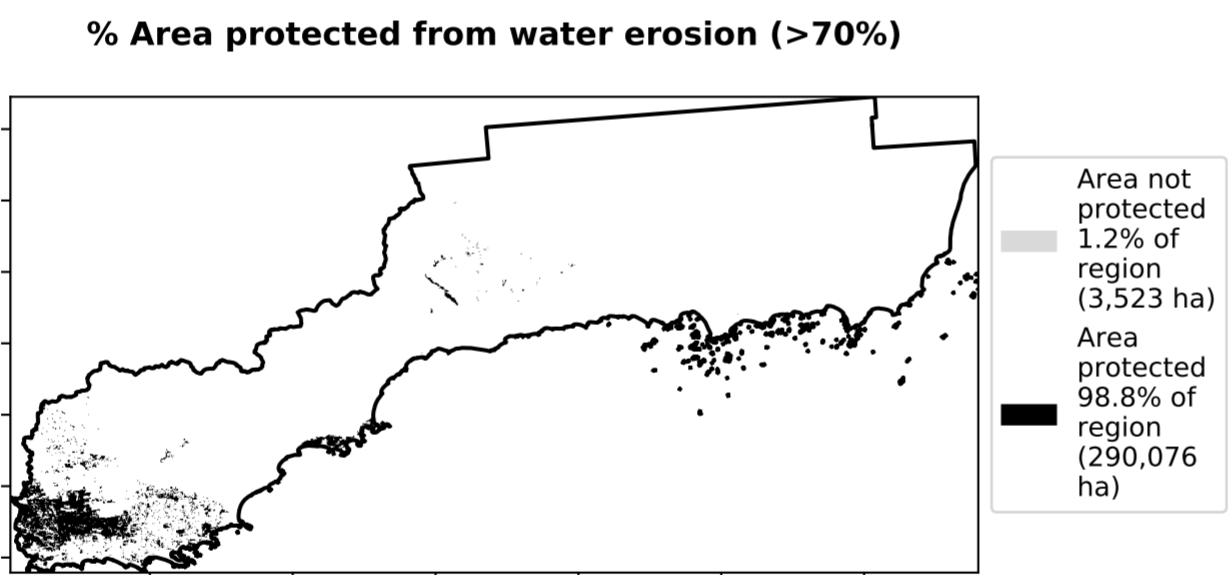 % Area protected from water erosion (>70%)
Area not
protected
1.2% of
region
(3,523 ha)
Area
protected
98.8% of
region
(290,076
ha)